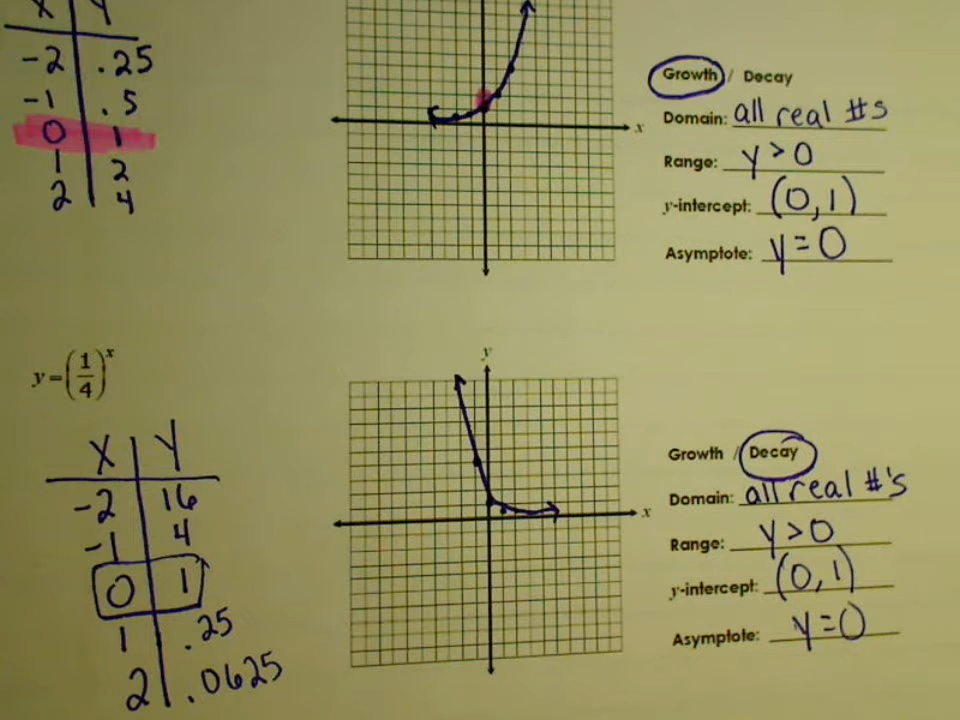 X Y
-2 .25
-1 .5
0 1
1 2
2 4
x
Growth / Decay
Domain: all real #s
Range: y > 0
y-intercept: (0,1)
Asymptote: y = 0
y = (1/4)^x
X Y
-2 16
-1 4
0 1
1 .25
2 .0625
y
x
Growth / Decay
Domain: all real #'s
Range: y > 0
y-intercept: (0,1)
Asymptote: y = 0